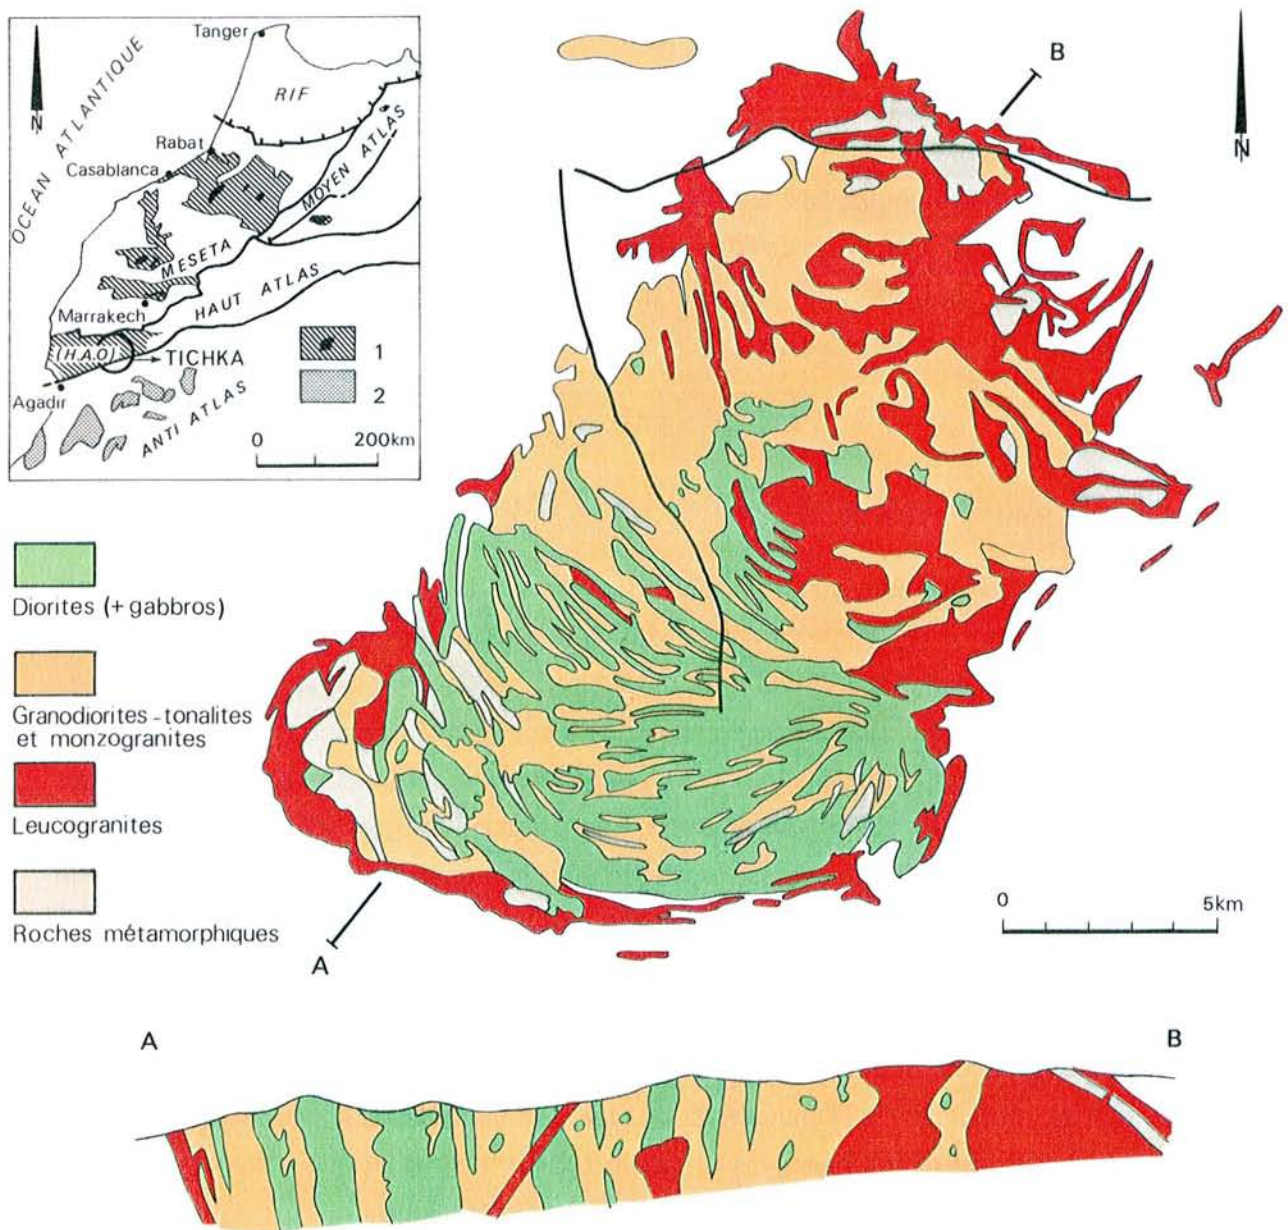 Tanger
OCEAN ATLANTIQUE
N
RIF
Rabat
Casablanca
MOYEN ATLAS
MESETA
HAUT ATLAS
Marrakech
(H.A.O)
TICHKA
1
Agadir
2
ANTI ATLAS
0 200km
B
N
Diorites (+ gabbros)
Granodiorites-tonalites
et monzogranites
Leucogranites
Roches métamorphiques
0 5km
A
A B